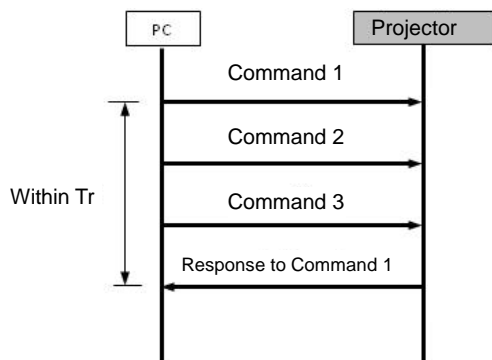 PC
Projector
Command 1
Command 2
Within Tr
Command 3
Response to Command 1